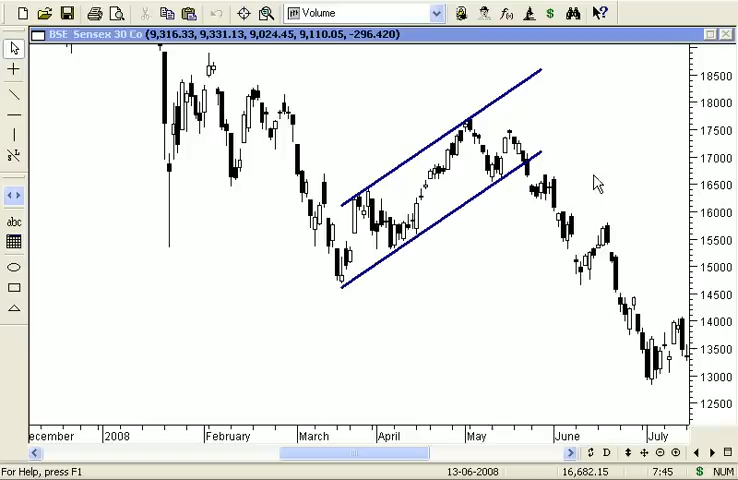 Volume
BSE Sensex 30 Co (9,316.33, 9,331.13, 9,024.45, 9,110.05, -296.420)
18500
18000
17500
17000
16500
16000
15500
15000
14500
14000
13500
13000
12500
abc
ecember 2008 February March April May June July
D
For Help, press F1 13-06-2008 16,682.15 7:45 $ NUM